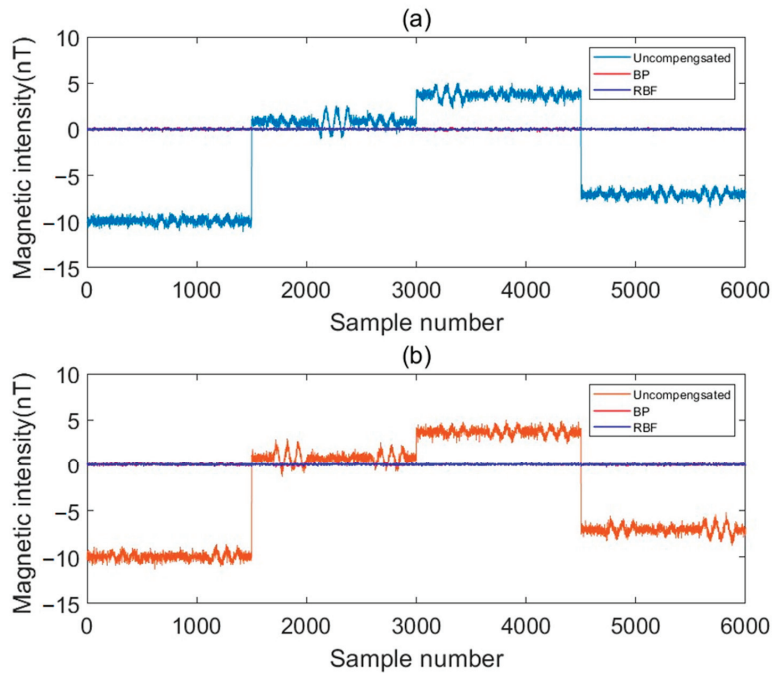 (a)
Magnetic intensity(nT)
10
5
0
−5
−10
−15
Uncompengsated
BP
RBF
0 1000 2000 3000 4000 5000 6000
Sample number
(b)
Magnetic intensity(nT)
10
5
0
−5
−10
−15
Uncompengsated
BP
RBF
0 1000 2000 3000 4000 5000 6000
Sample number